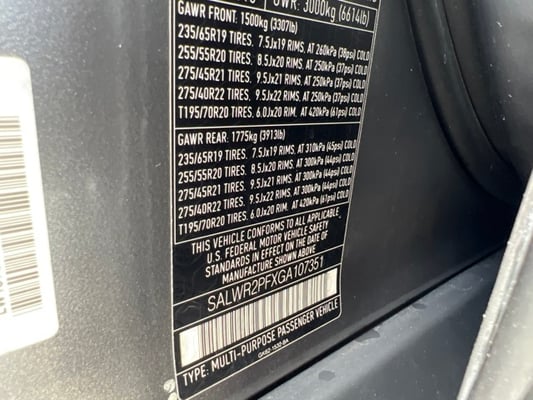 GVWR: 3000kg (6614lb)
GAWR FRONT: 1500kg (3307lb)
235/65R19 TIRES. 7.5Jx19 RIMS. AT 260kPa (38psi) COLD
255/55R20 TIRES. 8.5Jx20 RIMS. AT 250kPa (37psi) COLD
275/45R21 TIRES. 9.5Jx21 RIMS. AT 250kPa (37psi) COLD
275/40R22 TIRES. 9.5Jx22 RIMS. AT 250kPa (37psi) COLD
T195/70R20 TIRES. 6.0Jx20 RIM. AT 420kPa (61psi) COLD
GAWR REAR: 1775kg (3913lb)
235/65R19 TIRES. 7.5Jx19 RIMS. AT 310kPa (45psi) COLD
255/55R20 TIRES. 8.5Jx20 RIMS. AT 300kPa (44psi) COLD
275/45R21 TIRES. 9.5Jx21 RIMS. AT 300kPa (44psi) COLD
275/40R22 TIRES. 9.5Jx22 RIMS. AT 300kPa (44psi) COLD
T195/70R20 TIRES. 6.0Jx20 RIM. AT 420kPa (61psi) COLD
THIS VEHICLE CONFORMS TO ALL APPLICABLE
U.S. FEDERAL MOTOR VEHICLE SAFETY
STANDARDS IN EFFECT ON THE DATE OF
MANUFACTURE SHOWN ABOVE
SALWR2PFXGA107351
TYPE: MULTI-PURPOSE PASSENGER VEHICLE